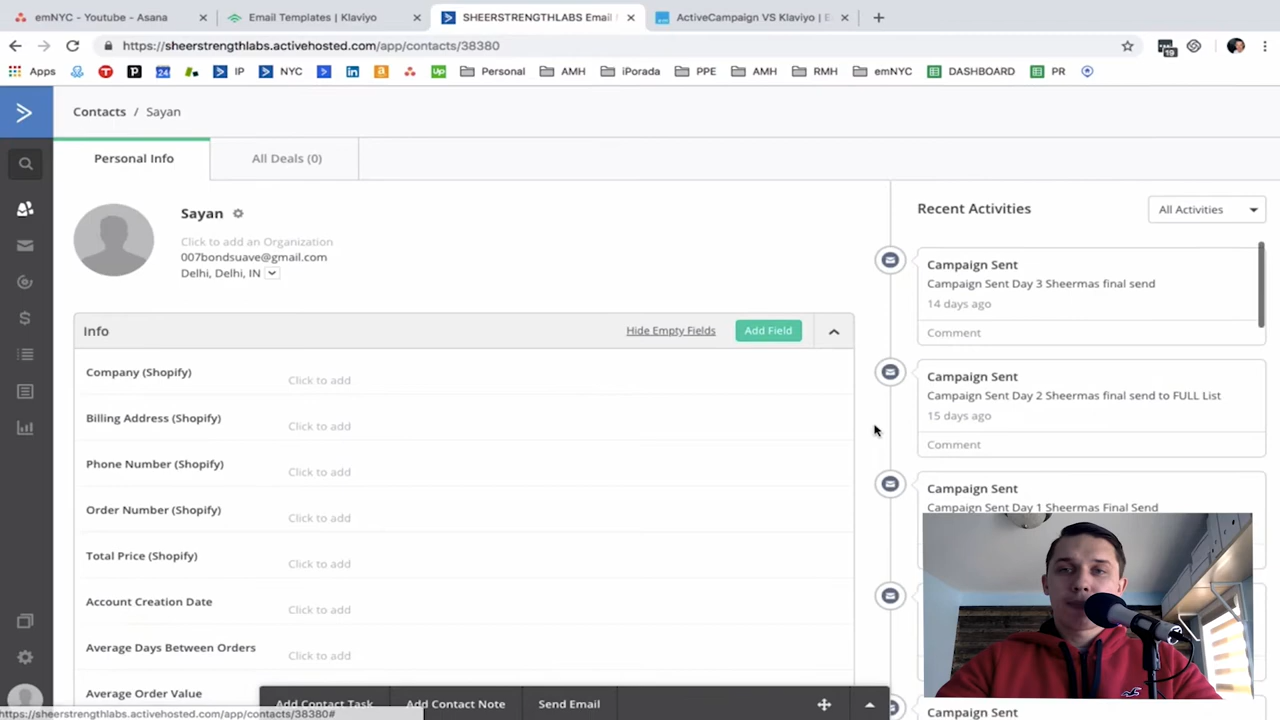 emNYC - Youtube - Asana
Email Templates | Klaviyo
SHEERSTRENGTHLABS Email
ActiveCampaign VS Klaviyo | E
https://sheerstrengthlabs.activehosted.com/app/contacts/38380
19
Apps
24
IP
NYC
Up
Personal
AMH
iPorada
PPE
AMH
RMH
emNYC
DASHBOARD
PR
Contacts / Sayan
Personal Info
All Deals (0)
Sayan
Click to add an Organization
007bondsuave@gmail.com
Delhi, Delhi, IN
Info
Hide Empty Fields
Add Field
Company (Shopify)
Click to add
Billing Address (Shopify)
Click to add
Phone Number (Shopify)
Click to add
Order Number (Shopify)
Click to add
Total Price (Shopify)
Click to add
Account Creation Date
Click to add
Average Days Between Orders
Click to add
Average Order Value
Add Contact Task
Add Contact Note
Send Email
https://sheerstrengthlabs.activehosted.com/app/contacts/38380#
Recent Activities
All Activities
Campaign Sent
Campaign Sent Day 3 Sheermas final send
14 days ago
Comment
Campaign Sent
Campaign Sent Day 2 Sheermas final send to FULL List
15 days ago
Comment
Campaign Sent
Campaign Sent Day 1 Sheermas Final Send
Campaign Sent